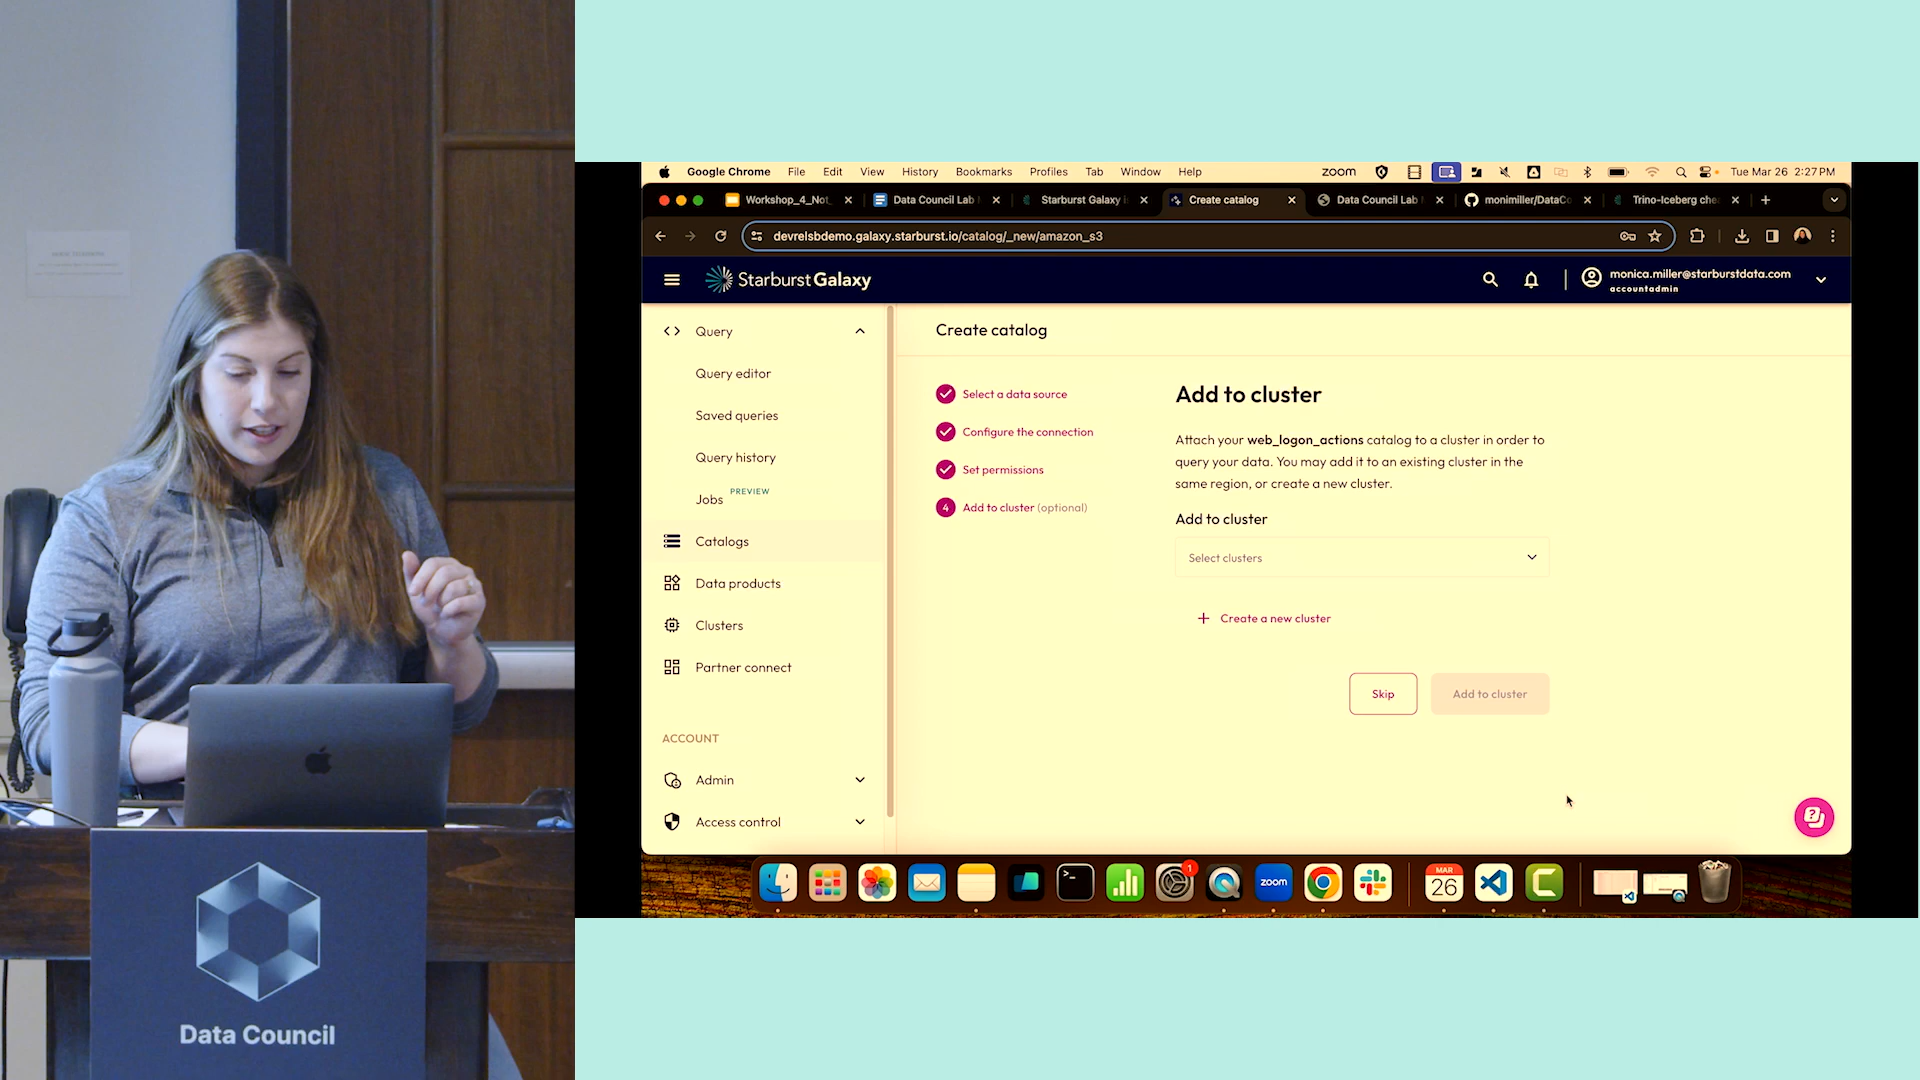 Data Council
Google Chrome File Edit View History Bookmarks Profiles Tab Window Help zoom Tue Mar 26 2:27PM
Workshop_4_Not Data Council Lab Starburst Galaxy Create catalog Data Council Lab monimiller/DataCo Trino-Iceberg che
devrelsbdemo.galaxy.starburst.io/catalog/_new/amazon_s3
Starburst Galaxy
monica.miller@starburstdata.com
accountadmin
Query
Query editor
Saved queries
Query history
Jobs PREVIEW
Catalogs
Data products
Clusters
Partner connect
ACCOUNT
Admin
Access control
Create catalog
Select a data source
Configure the connection
Set permissions
4 Add to cluster (optional)
Add to cluster
Attach your web_logon_actions catalog to a cluster in order to
query your data. You may add it to an existing cluster in the
same region, or create a new cluster.
Add to cluster
Select clusters
+ Create a new cluster
Skip
Add to cluster
1
zoom
MAR
26